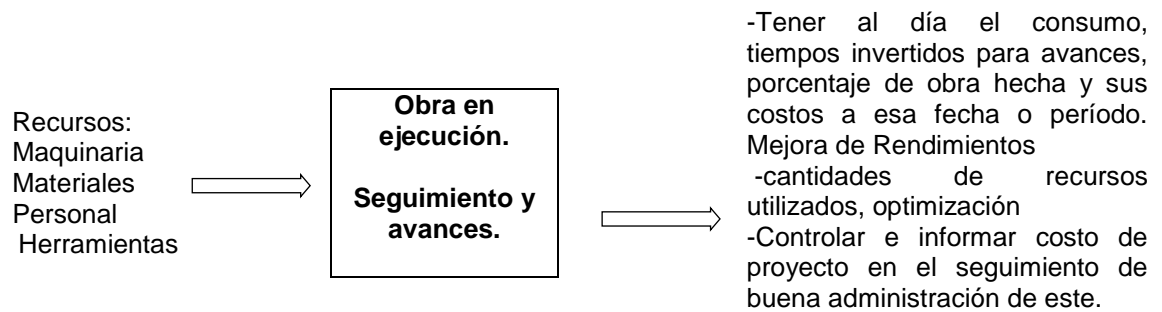 Recursos:
Maquinaria
Materiales
Personal
Herramientas
Obra en
ejecución.
Seguimiento y
avances.
-Tener al día el consumo,
tiempos invertidos para avances,
porcentaje de obra hecha y sus
costos a esa fecha o período.
Mejora de Rendimientos
-cantidades de recursos
utilizados, optimización
-Controlar e informar costo de
proyecto en el seguimiento de
buena administración de este.